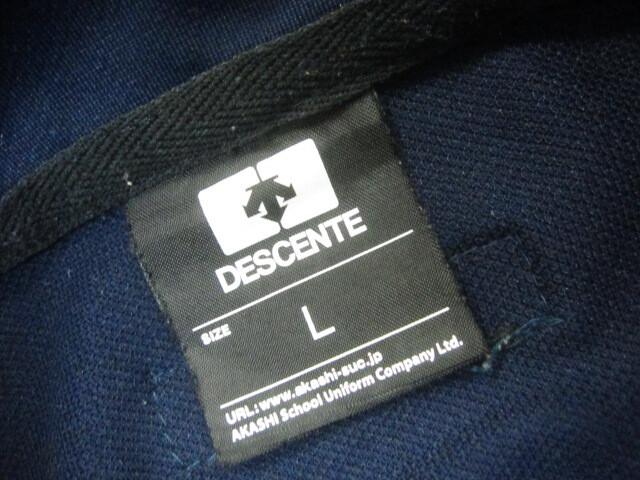 DESCENTE
SIZE L
URL: www.akashi-suc.jp
AKASHI School Uniform Company Ltd.